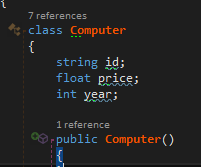 {
7 references
class Computer
{
string id;
float price;
int year;
1 reference
public Computer()
{